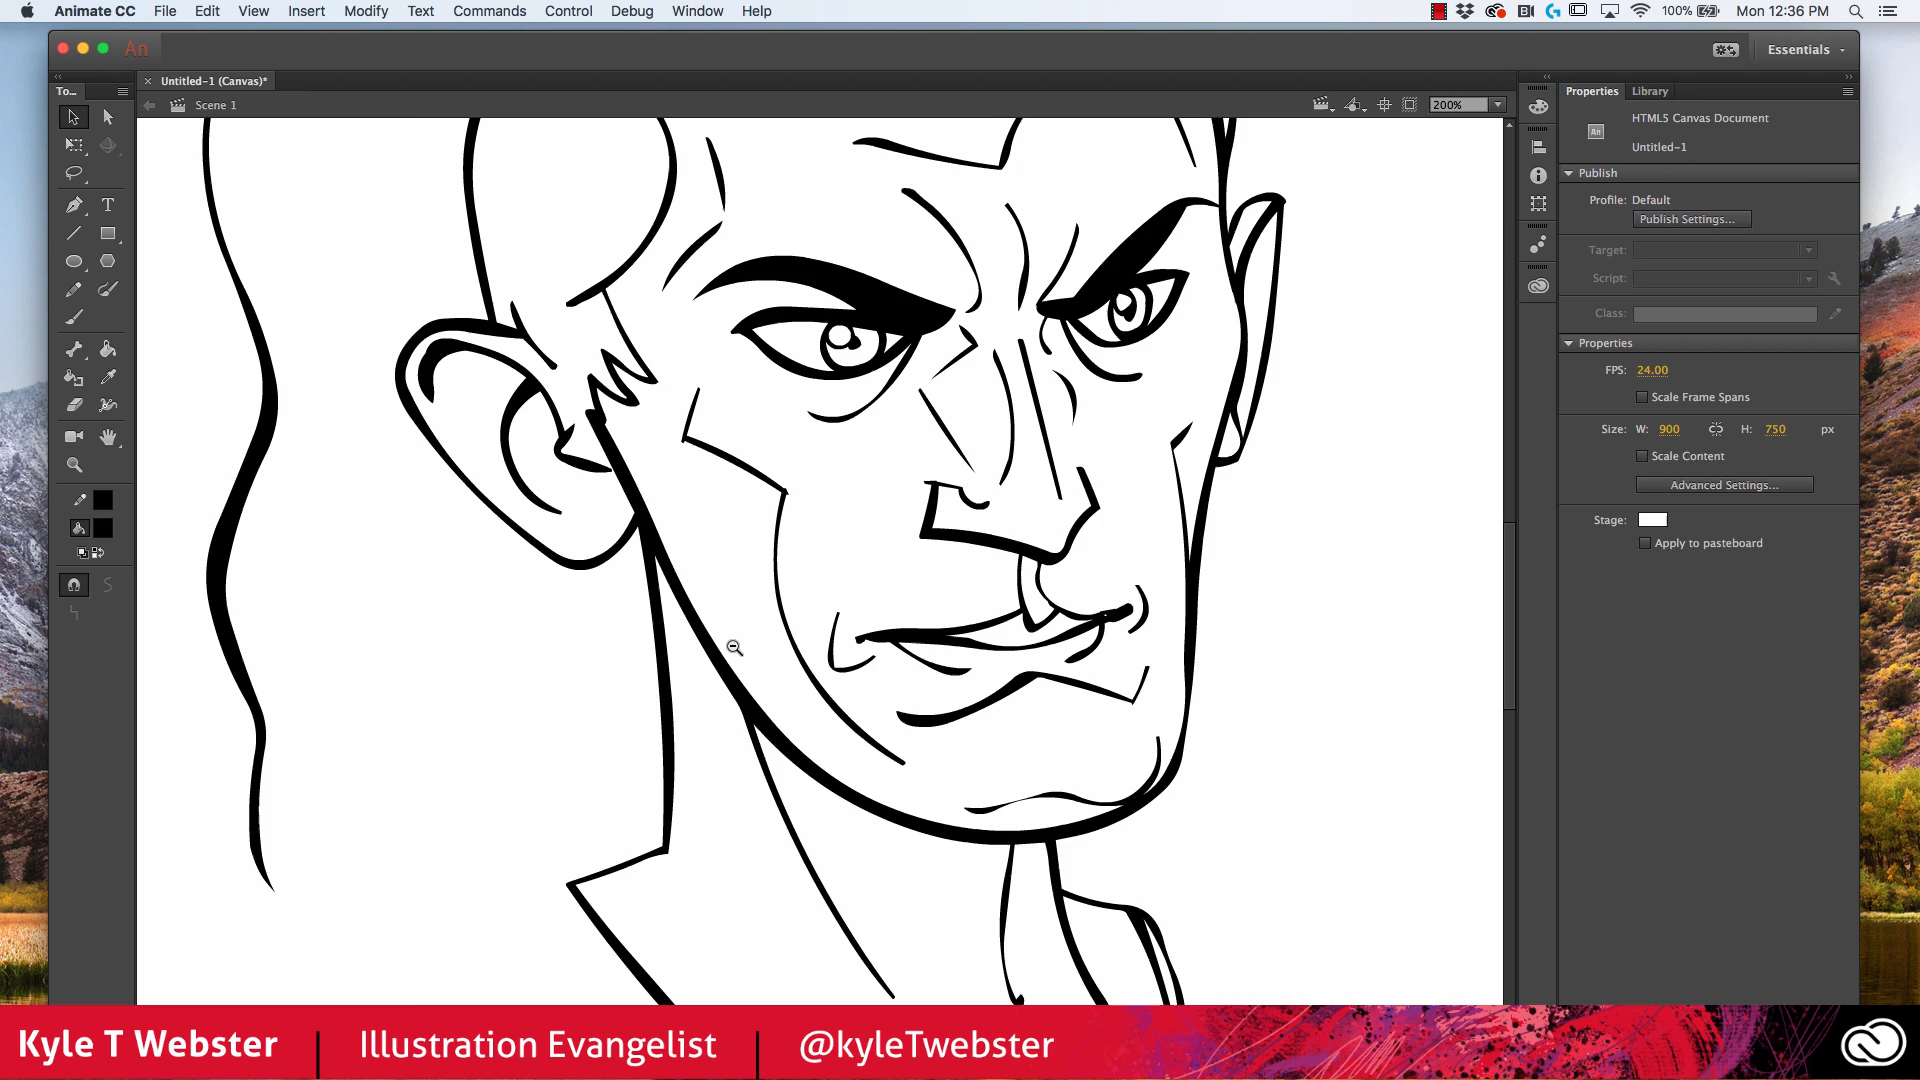 Animate CC File Edit View Insert Modify Text Commands Control Debug Window Help 100% Mon 12:36 PM
An Essentials
To... Untitled-1 (Canvas)* Properties Library
Scene 1 200%
HTML5 Canvas Document
An
Untitled-1
Publish
Profile: Default
Publish Settings...
Target:
Script:
Class:
Properties
FPS: 24.00
Scale Frame Spans
Size: W: 900 H: 750 px
Scale Content
Advanced Settings...
Stage:
Apply to pasteboard
Kyle T Webster | Illustration Evangelist | @kyleTwebster